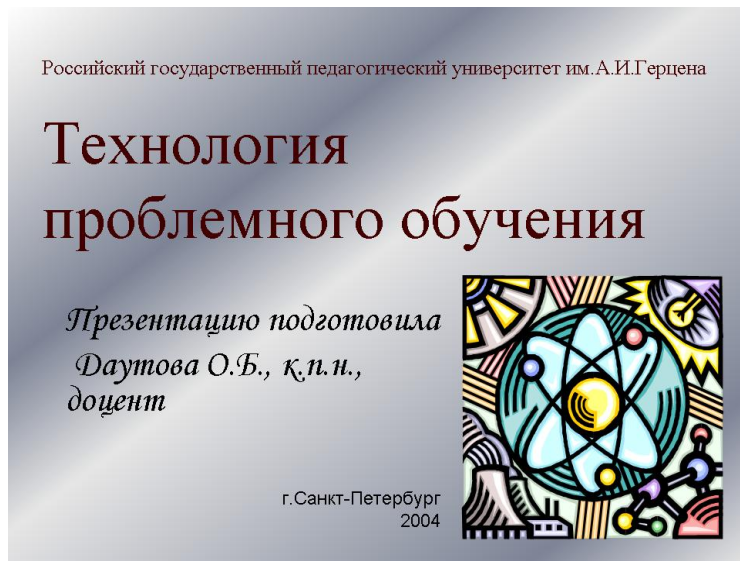 Российский государственный педагогический университет им.А.И.Герцена
Технология
проблемного обучения
Презентацию подготовила
Даутова О.Б., к.п.н.,
доцент
г.Санкт-Петербург
2004